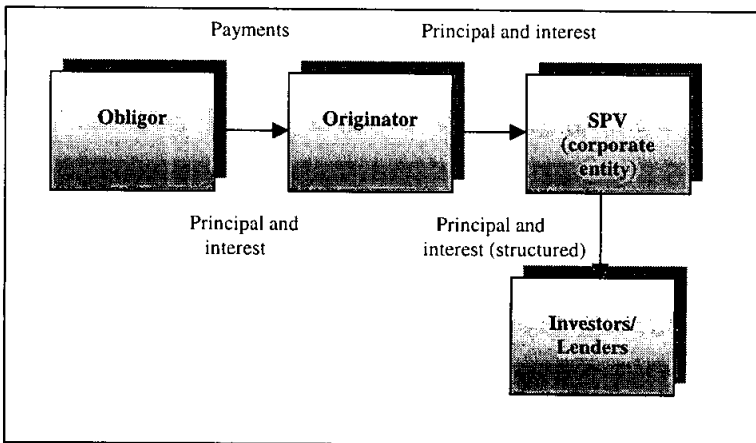 Payments
Principal and interest
Obligor
Originator
SPV
(corporate
entity)
Principal and
interest
Principal and
interest (structured)
Investors/
Lenders